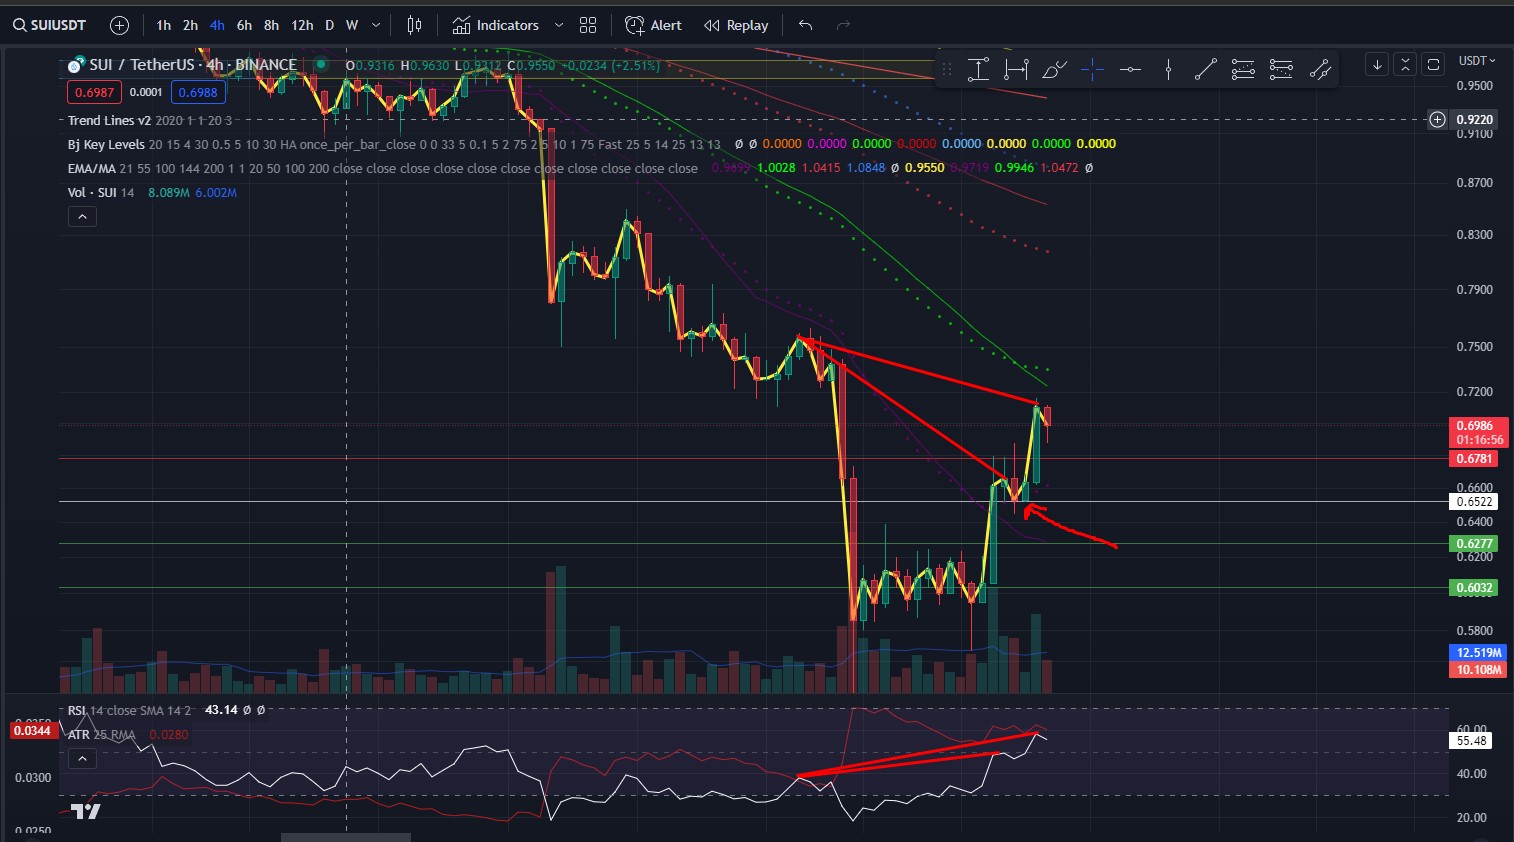 SUIUSDT 1h 2h 4h 6h 8h 12h D W Indicators Alert Replay
SUI / TetherUS · 4h · BINANCE O0.9316 H0.9630 L0.9312 C0.9550 +0.0234 (+2.51%)
USDT
0.6987 0.0001 0.6988
Trend Lines v2 2020 1 1 20 3
Bj Key Levels 20 15 4 30 0.5 5 10 30 HA once_per_bar_close 0 0 33 5 0.1 5 2 75 2.5 10 1 75 Fast 25 5 14 25 13 13 Ø Ø 0.0000 0.0000 0.0000 0.0000 0.0000 0.0000 0.0000 0.0000
EMA/MA 21 55 100 144 200 1 1 20 50 100 200 close close close close close close close close close close close 1.0028 1.0415 1.0848 Ø 0.9550 0.9719 0.9946 1.0472 Ø
Vol · SUI 14 8.089M 6.002M
0.9500
0.9220
0.9100
0.8700
0.8300
0.7900
0.7500
0.7200
0.6986
01:16:56
0.6781
0.6600
0.6522
0.6400
0.6277
0.6200
0.6032
0.5800
12.519M
10.108M
RSI 14 close SMA 14 2 43.14 Ø Ø
ATR 25 RMA 0.0280
0.0344
0.0300
0.0250
60.00
55.48
40.00
20.00